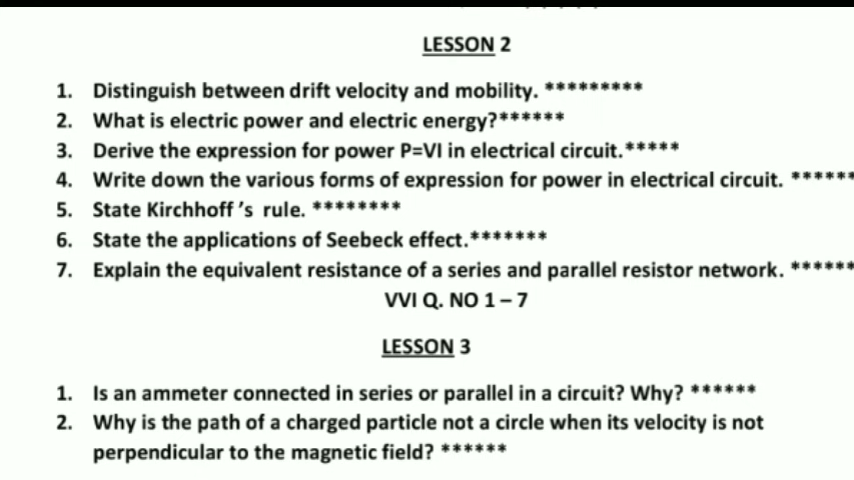 LESSON 2
1. Distinguish between drift velocity and mobility. *********
2. What is electric power and electric energy?******
3. Derive the expression for power P=VI in electrical circuit.*****
4. Write down the various forms of expression for power in electrical circuit. ******
5. State Kirchhoff 's rule. ********
6. State the applications of Seebeck effect.*******
7. Explain the equivalent resistance of a series and parallel resistor network. ******
VVI Q. NO 1 – 7
LESSON 3
1. Is an ammeter connected in series or parallel in a circuit? Why? ******
2. Why is the path of a charged particle not a circle when its velocity is not
perpendicular to the magnetic field? ******